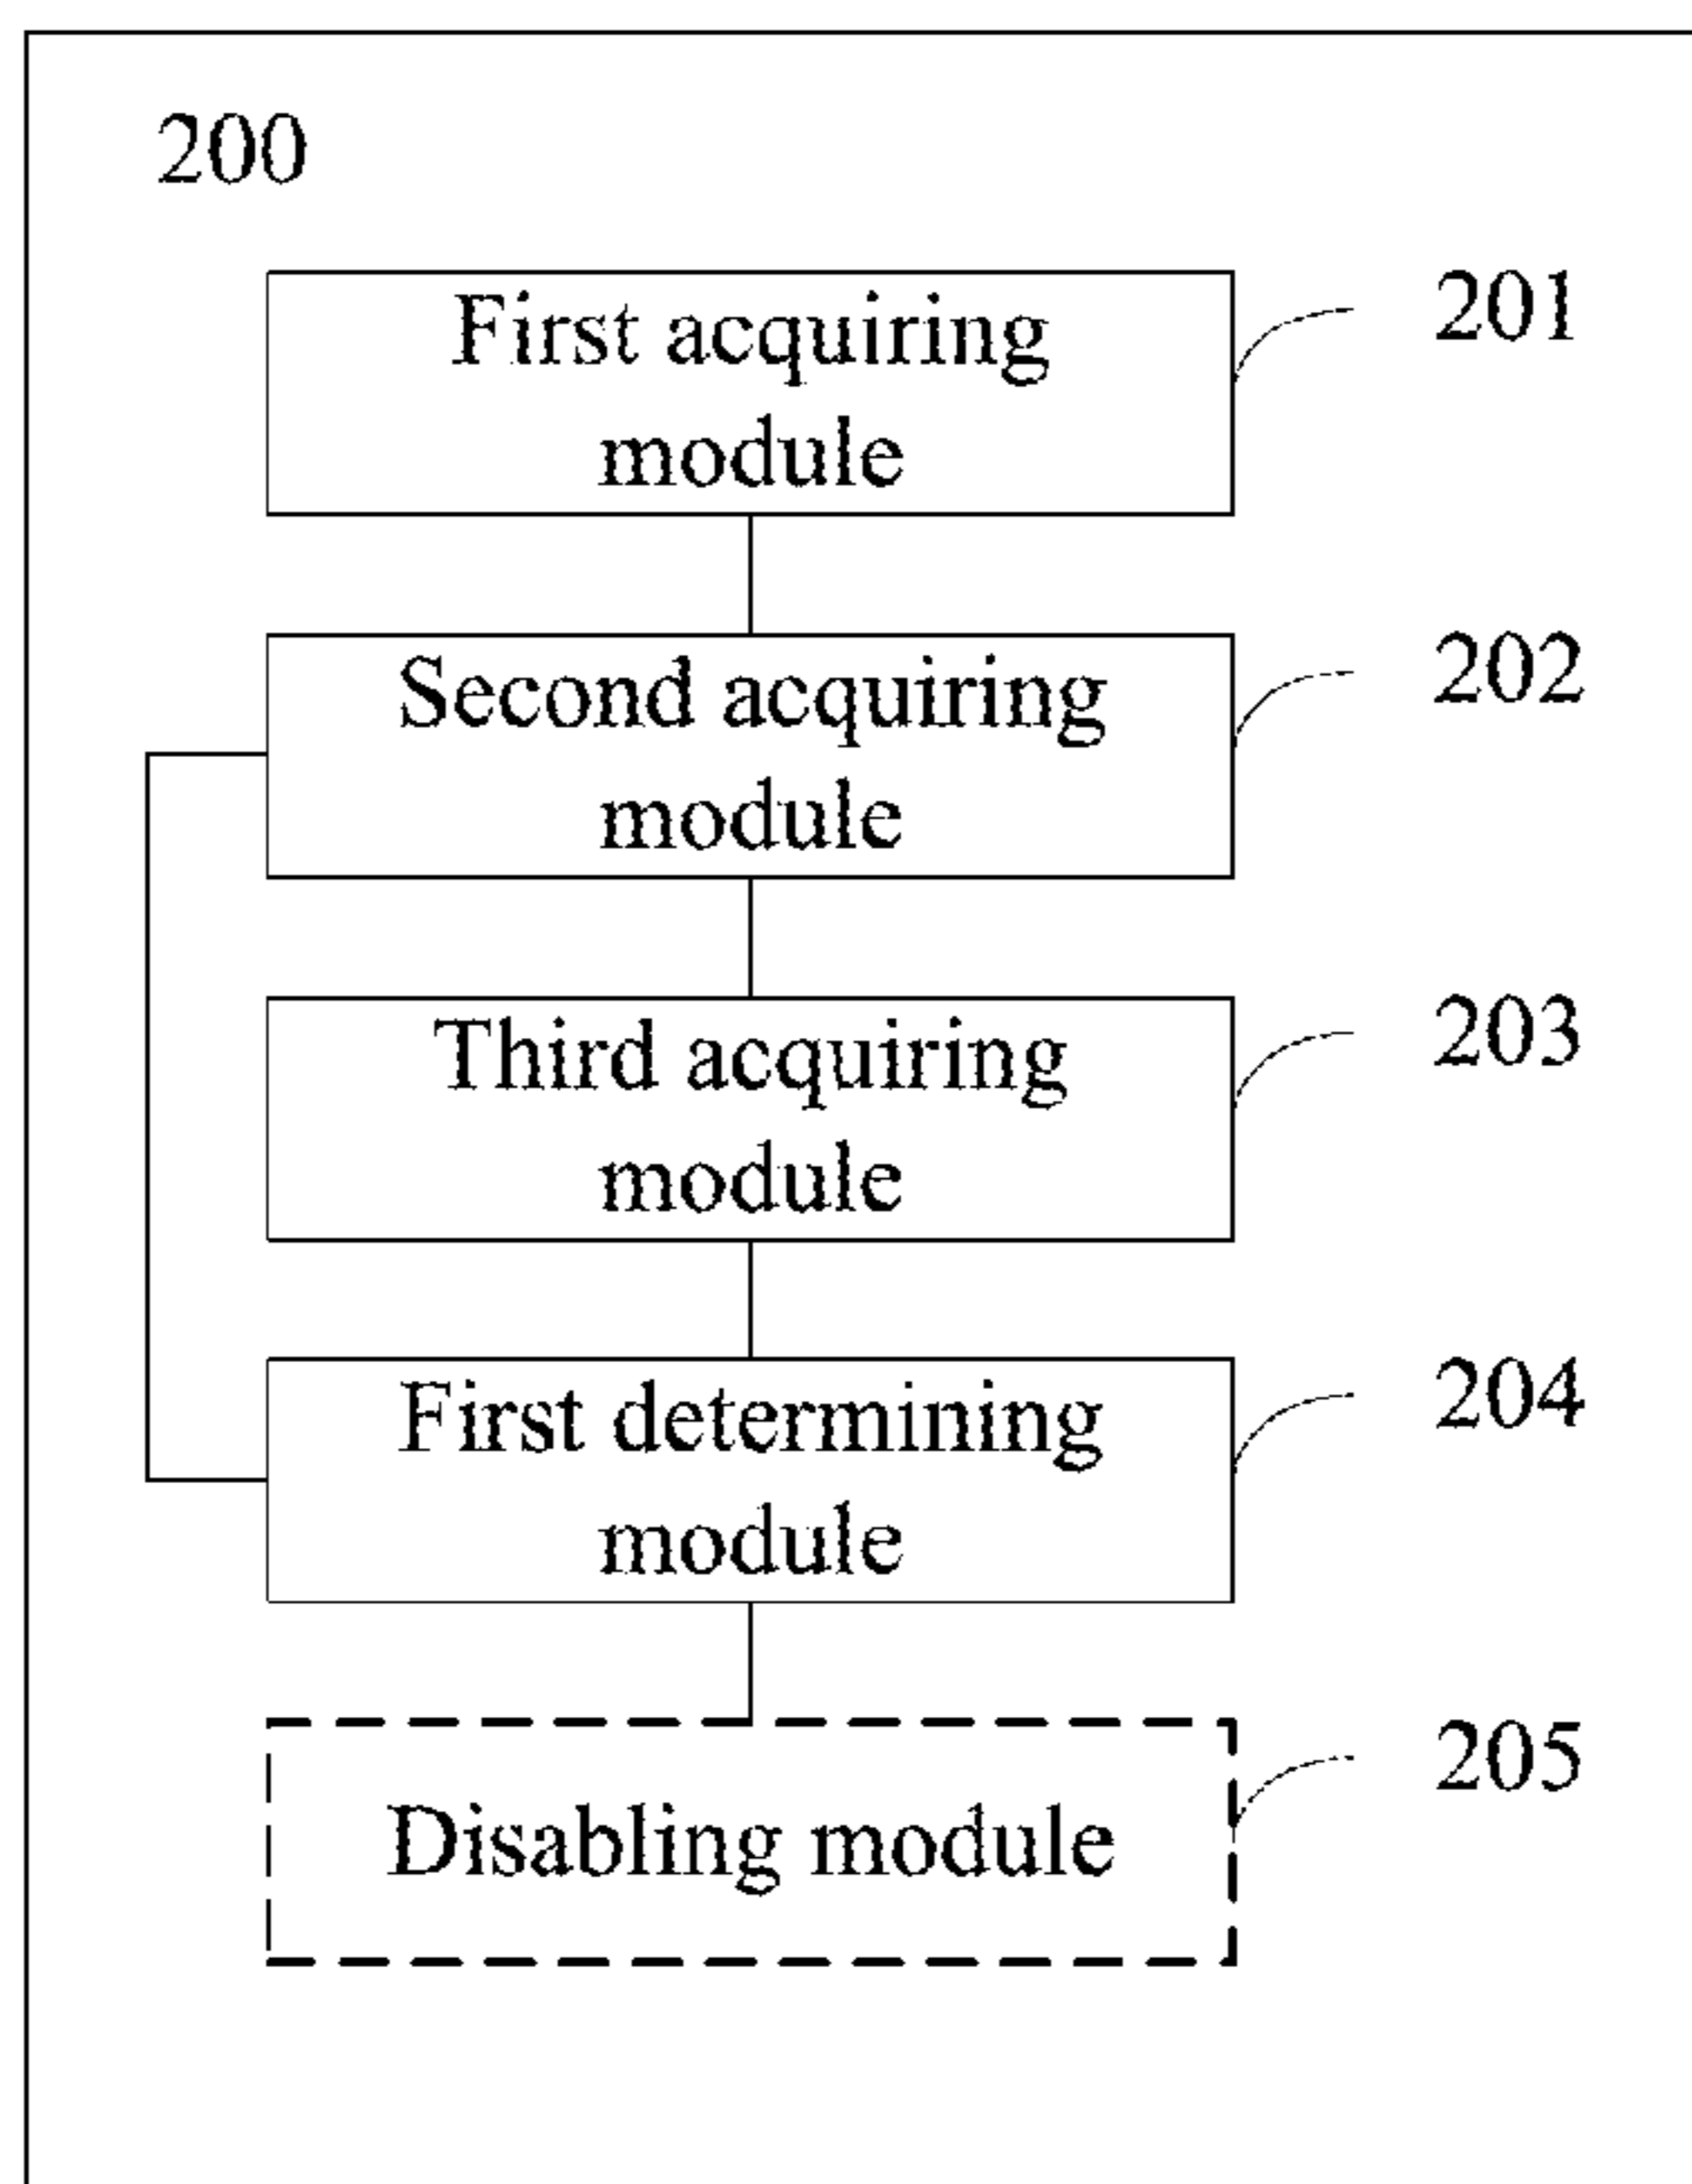 200
First acquiring
module
201
Second acquiring
module
202
Third acquiring
module
203
First determining
module
204
Disabling module
205